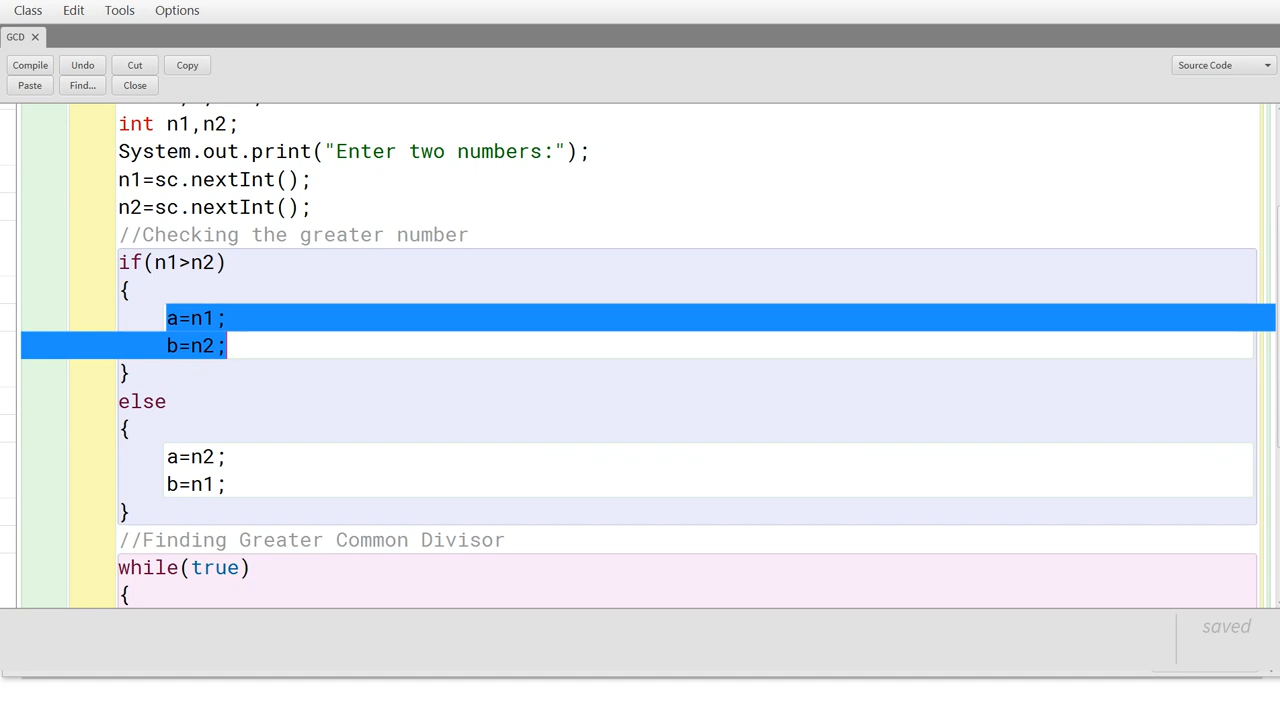 Class Edit Tools Options
GCD ✕
Compile Undo Cut Copy Source Code
Paste Find... Close
int n1,n2;
System.out.print("Enter two numbers:");
n1=sc.nextInt();
n2=sc.nextInt();
//Checking the greater number
if(n1>n2)
{
a=n1;
b=n2;
}
else
{
a=n2;
b=n1;
}
//Finding Greater Common Divisor
while(true)
{
saved